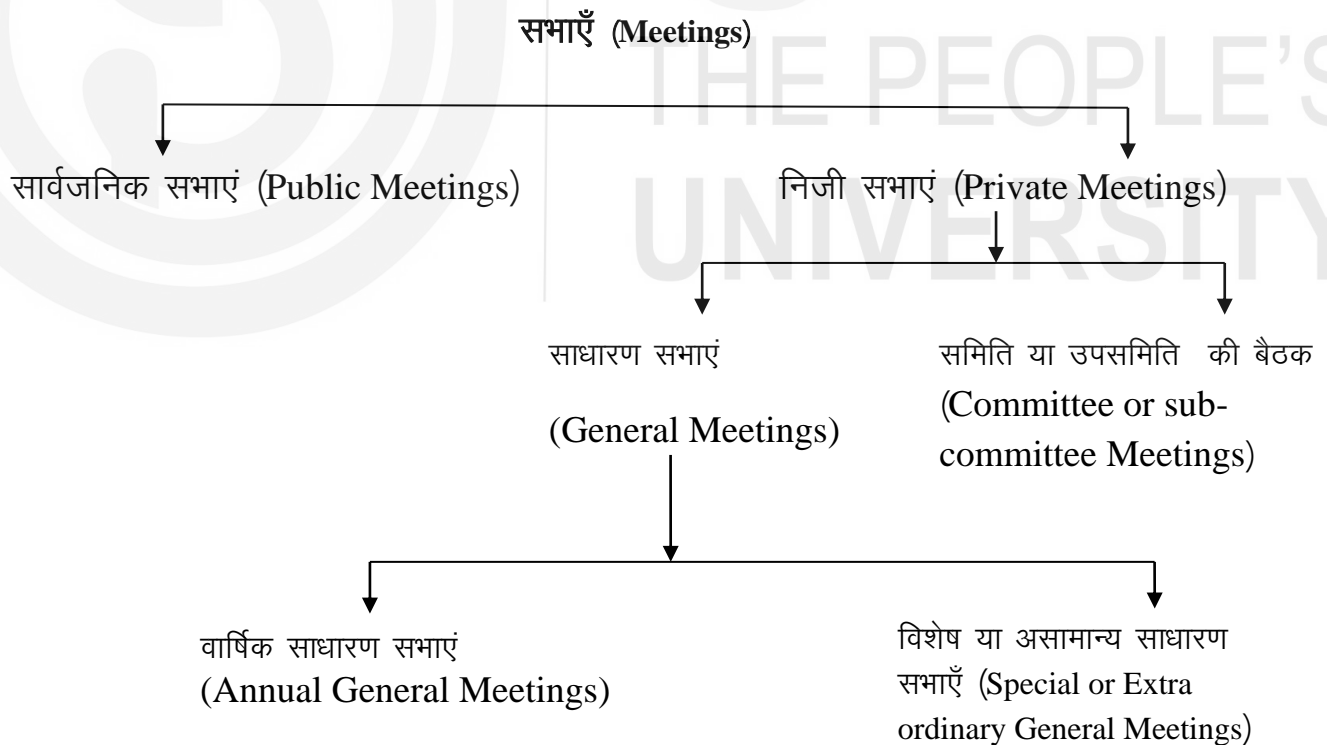 सभाएँ (Meetings)
THE PEOPLE'S
सार्वजनिक सभाएं (Public Meetings)
निजी सभाएं (Private Meetings)
UNIVERSITY
साधारण सभाएं
(General Meetings)
समिति या उपसमिति की बैठक
(Committee or sub-
committee Meetings)
वार्षिक साधारण सभाएं
(Annual General Meetings)
विशेष या असामान्य साधारण
सभाएँ (Special or Extra
ordinary General Meetings)